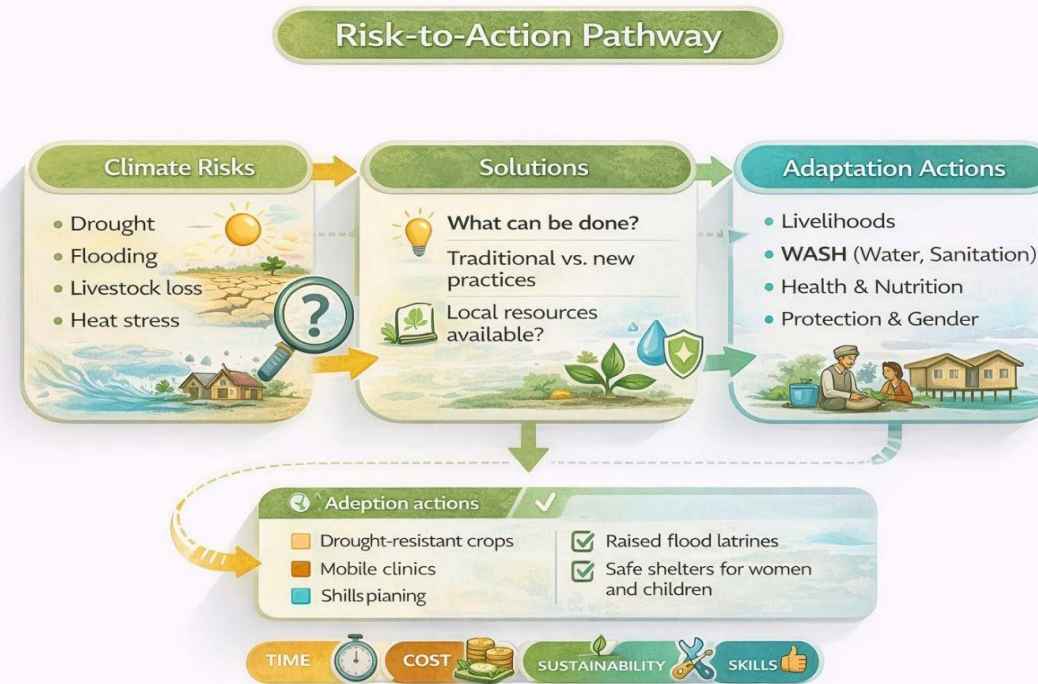 Risk-to-Action Pathway
Climate Risks
Drought
Flooding
Livestock loss
Heat stress
?
Solutions
What can be done?
Traditional vs. new
practices
Local resources
available?
Adaptation Actions
Livelihoods
WASH (Water, Sanitation)
Health & Nutrition
Protection & Gender
Adeption actions
Drought-resistant crops
Mobile clinics
Shills pianing
Raised flood latrines
Safe shelters for women
and children
TIME
COST
SUSTAINABILITY
SKILLS